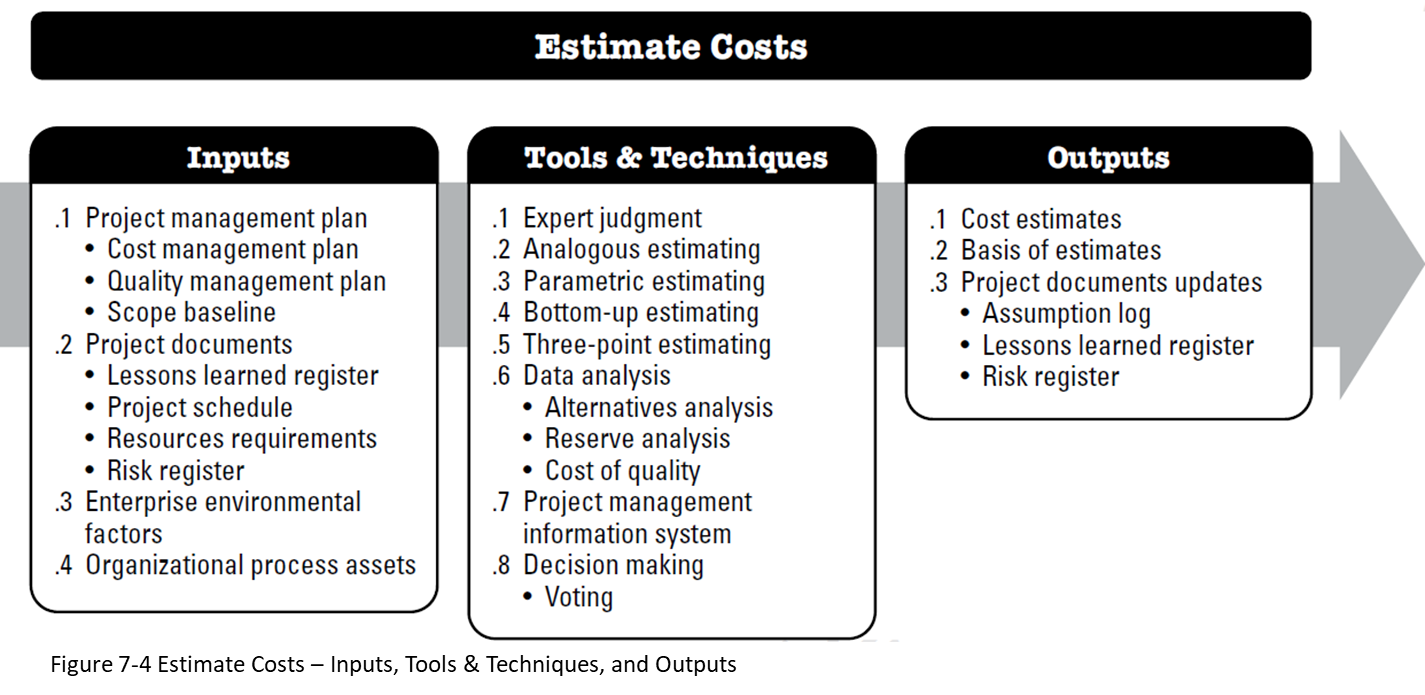 Estimate Costs
Inputs
.1 Project management plan
• Cost management plan
• Quality management plan
• Scope baseline
.2 Project documents
• Lessons learned register
• Project schedule
• Resources requirements
• Risk register
.3 Enterprise environmental
factors
.4 Organizational process assets
Tools & Techniques
.1 Expert judgment
.2 Analogous estimating
.3 Parametric estimating
.4 Bottom-up estimating
.5 Three-point estimating
.6 Data analysis
• Alternatives analysis
• Reserve analysis
• Cost of quality
.7 Project management
information system
.8 Decision making
• Voting
Outputs
.1 Cost estimates
.2 Basis of estimates
.3 Project documents updates
• Assumption log
• Lessons learned register
• Risk register
Figure 7-4 Estimate Costs – Inputs, Tools & Techniques, and Outputs